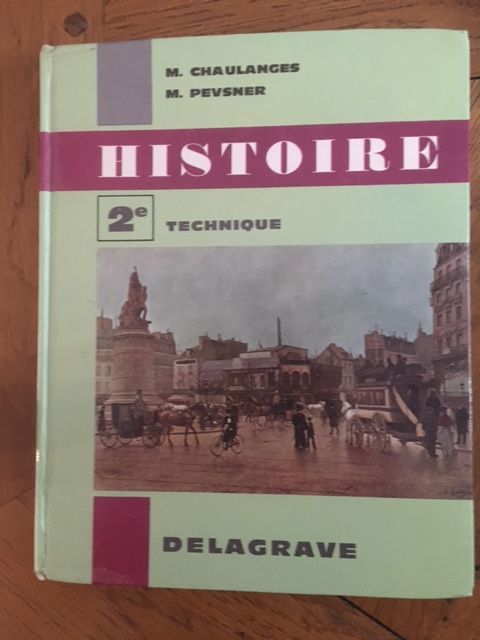 M. CHAULANGES
M. PEVSNER
HISTOIRE
2e TECHNIQUE
DELAGRAVE